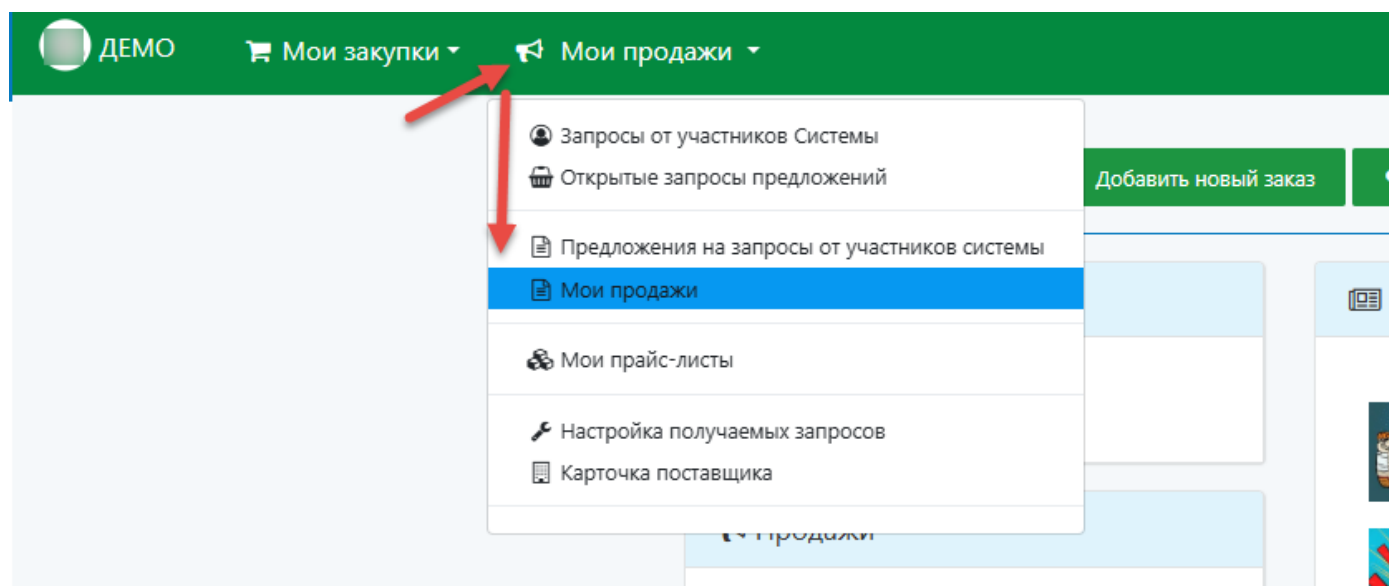 ДЕМО Мои закупки Мои продажи
Запросы от участников Системы
Открытые запросы предложений
Добавить новый заказ
Предложения на запросы от участников системы
Мои продажи
Мои прайс-листы
Настройка получаемых запросов
Карточка поставщика
Продажи